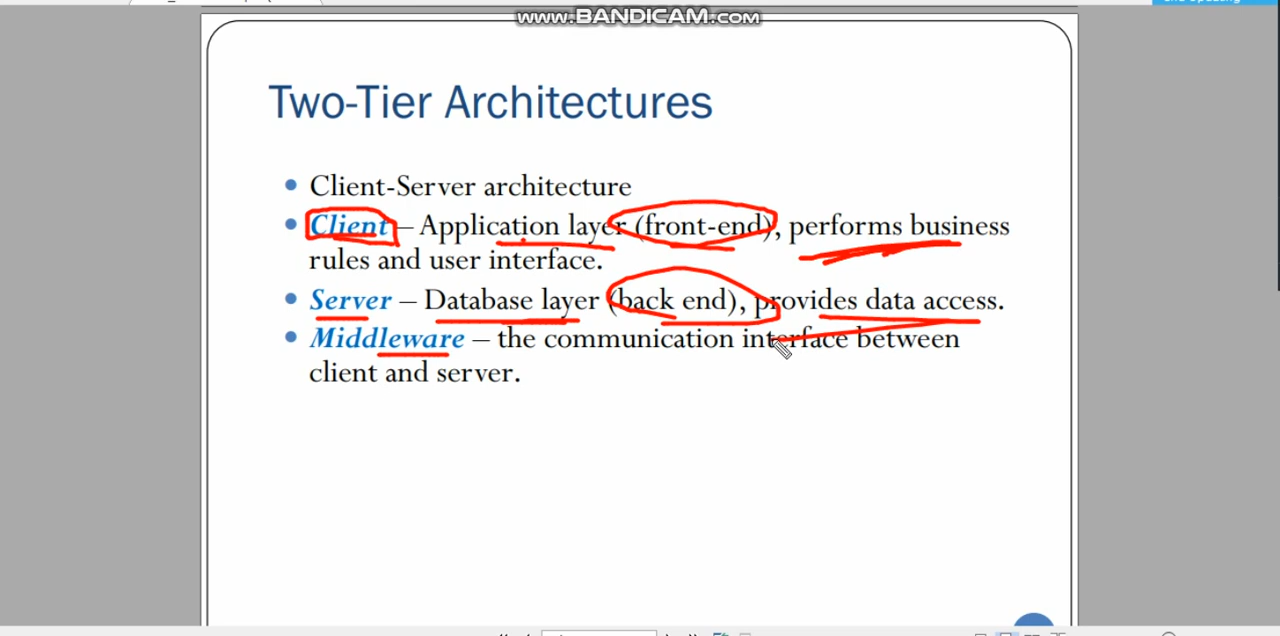 www.BANDICAM.com
Two-Tier Architectures
• Client-Server architecture
• Client – Application layer (front-end), performs business
rules and user interface.
• Server – Database layer (back end), provides data access.
• Middleware – the communication interface between
client and server.